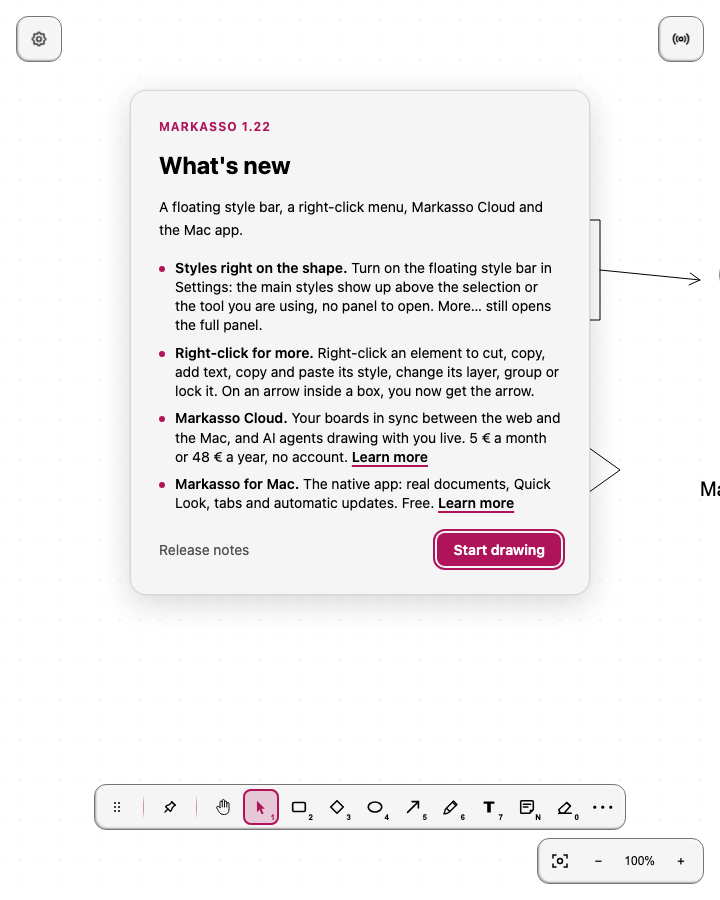 MARKASSO 1.22
What's new
A floating style bar, a right-click menu, Markasso Cloud and
the Mac app.
Styles right on the shape. Turn on the floating style bar in
Settings: the main styles show up above the selection or
the tool you are using, no panel to open. More... still opens
the full panel.
Right-click for more. Right-click an element to cut, copy,
add text, copy and paste its style, change its layer, group or
lock it. On an arrow inside a box, you now get the arrow.
Markasso Cloud. Your boards in sync between the web and
the Mac, and AI agents drawing with you live. 5 € a month
or 48 € a year, no account. Learn more
Markasso for Mac. The native app: real documents, Quick
Look, tabs and automatic updates. Free. Learn more
Ma
Release notes
Start drawing
1 2 3 4 5 6 T 7 N 0
− 100% +